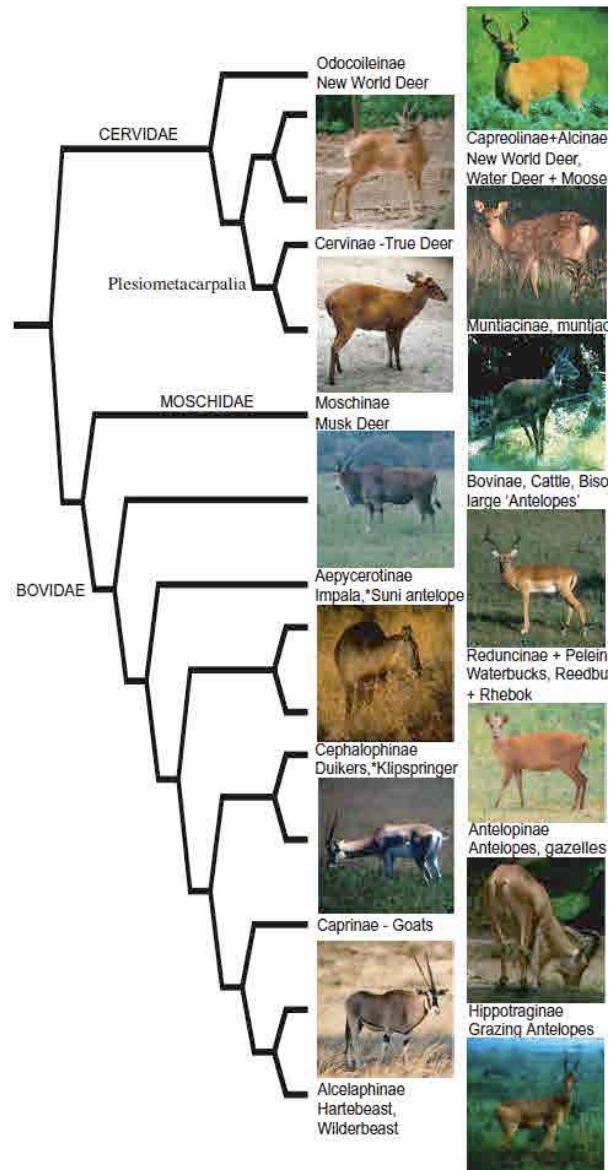 Odocoileinae
New World Deer
CERVIDAE
Capreolinae+Alcinae
New World Deer,
Water Deer + Moose
Cervinae -True Deer
Plesiometacarpalia
Muntiacinae, muntjac
MOSCHIDAE
Moschinae
Musk Deer
Bovinae, Cattle, Biso
large 'Antelopes'
BOVIDAE
Aepycerotinae
Impala,*Suni antelope
Reduncinae + Pelein
Waterbucks, Reedbu
+ Rhebok
Cephalophinae
Duikers,*Klipspringer
Antelopinae
Antelopes, gazelles
Caprinae - Goats
Hippotraginae
Grazing Antelopes
Alcelaphinae
Hartebeast,
Wilderbeast